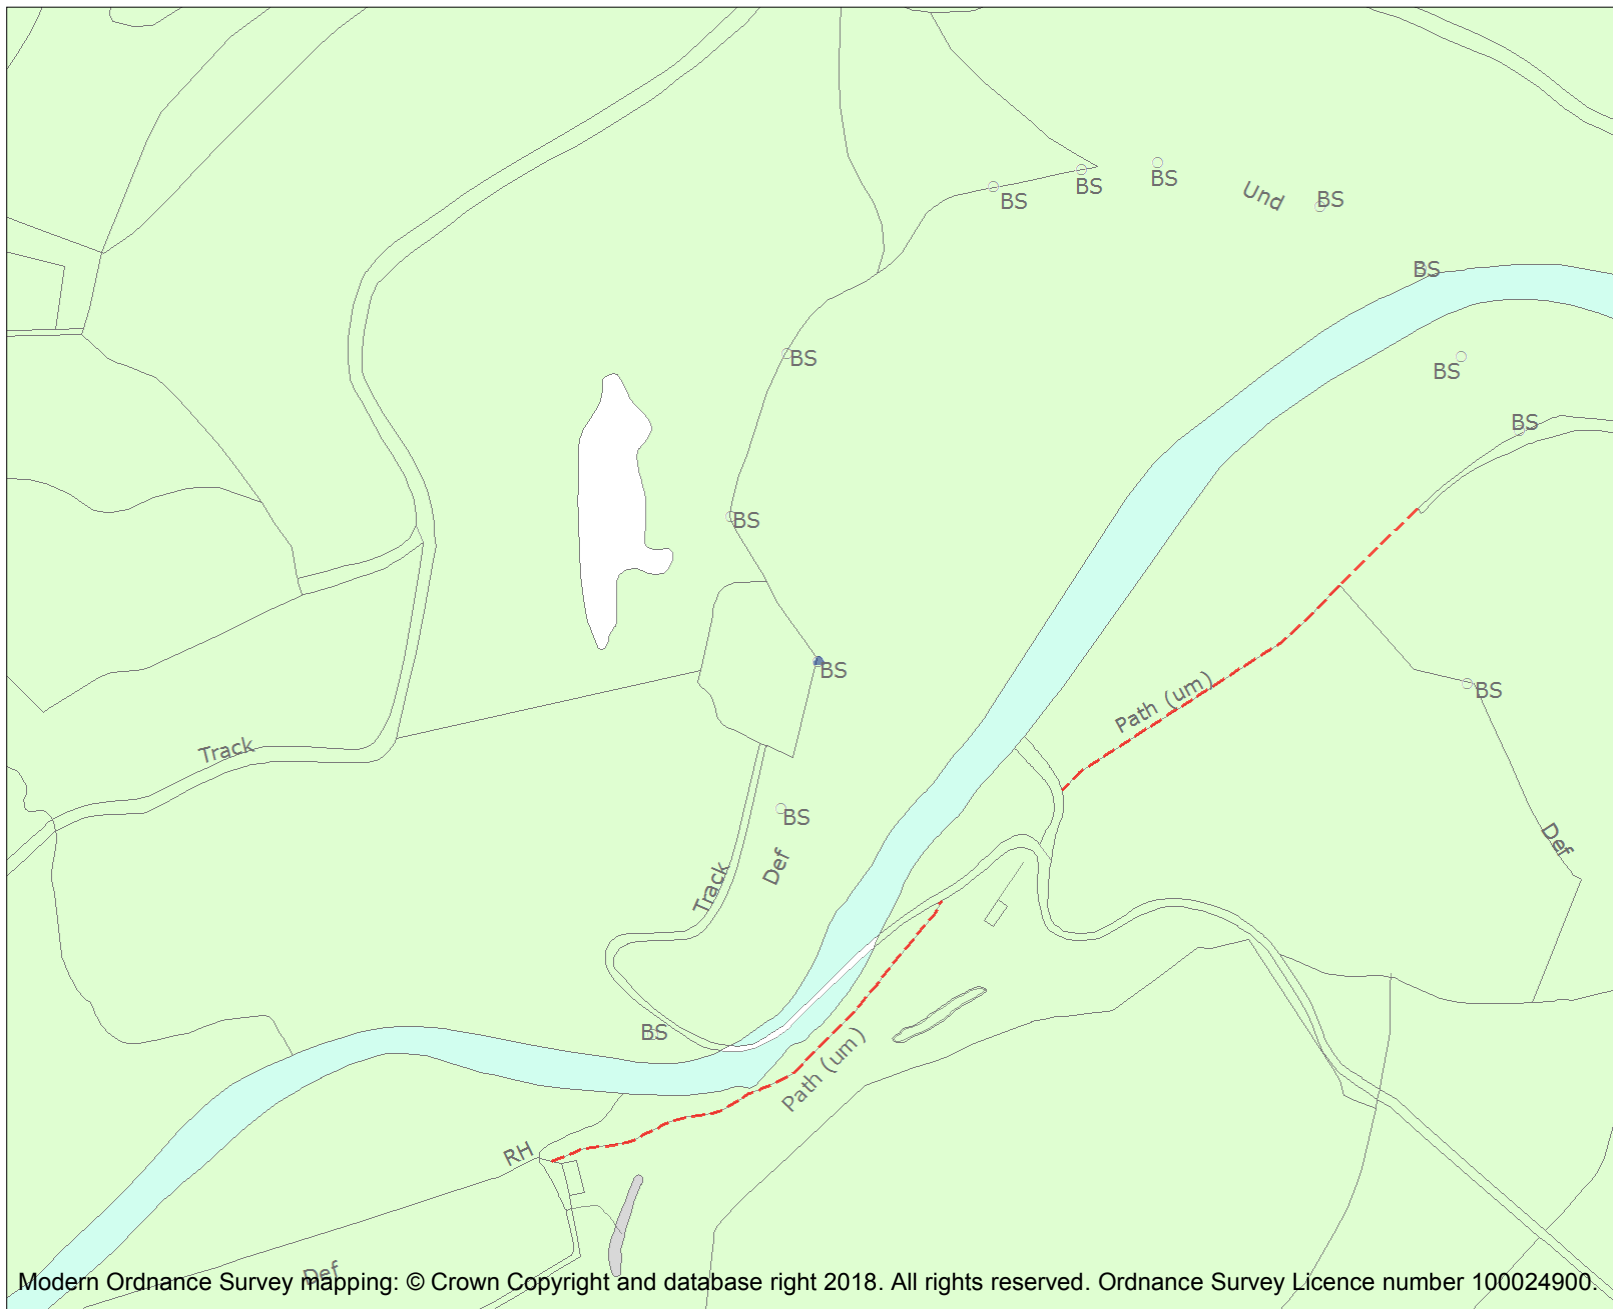 BS
BS
BS
Und
BS
BS
BS
BS
BS
BS
BS
Path (um)
BS
Track
BS
Def
Def
Track
BS
Path (um)
RH
Def
Modern Ordnance Survey mapping: © Crown Copyright and database right 2018. All rights reserved. Ordnance Survey Licence number 100024900.